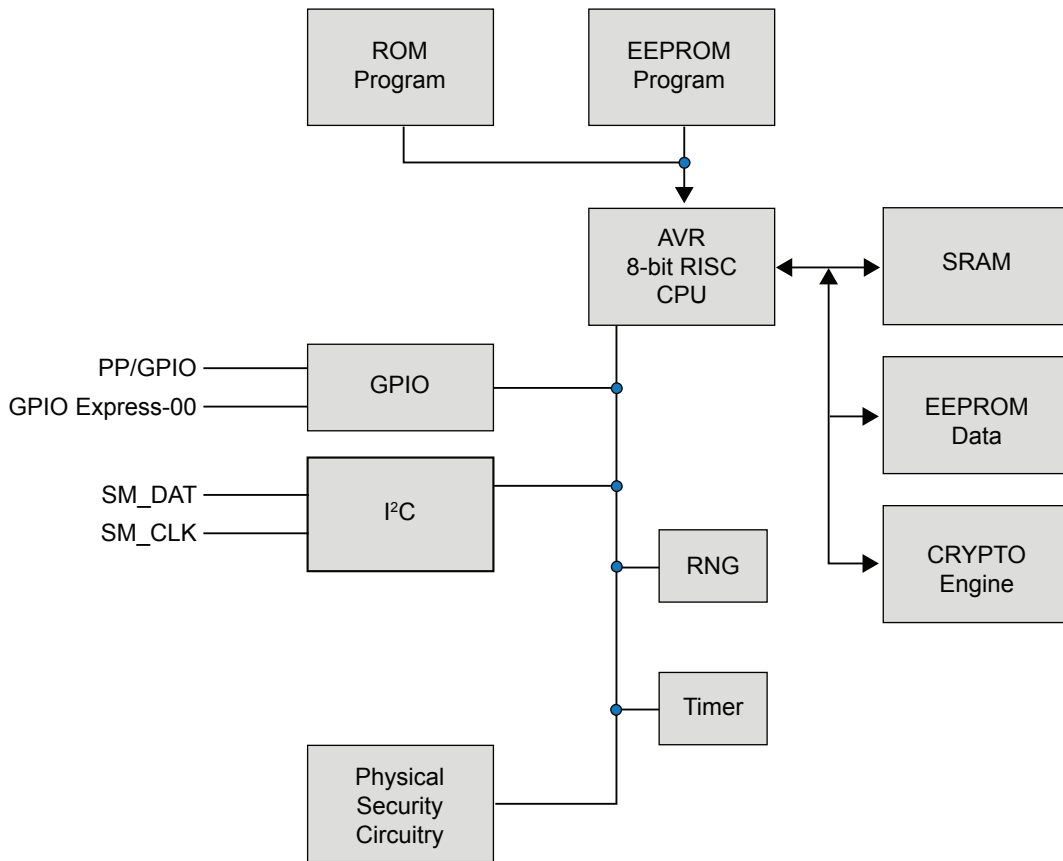 ROM
Program
EEPROM
Program
AVR
8-bit RISC
CPU
SRAM
PP/GPIO
GPIO Express-00
GPIO
EEPROM
Data
SM_DAT
SM_CLK
I²C
CRYPTO
Engine
RNG
Timer
Physical
Security
Circuitry